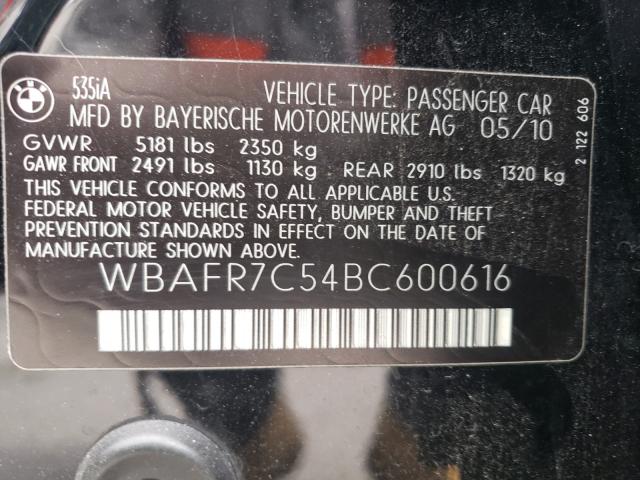 BMW
535iA
VEHICLE TYPE: PASSENGER CAR
MFD BY BAYERISCHE MOTORENWERKE AG 05/10
GVWR 5181 lbs 2350 kg
GAWR FRONT 2491 lbs 1130 kg REAR 2910 lbs 1320 kg
THIS VEHICLE CONFORMS TO ALL APPLICABLE U.S.
FEDERAL MOTOR VEHICLE SAFETY, BUMPER AND THEFT
PREVENTION STANDARDS IN EFFECT ON THE DATE OF
MANUFACTURE SHOWN ABOVE.
WBAFR7C54BC600616
2 122 606